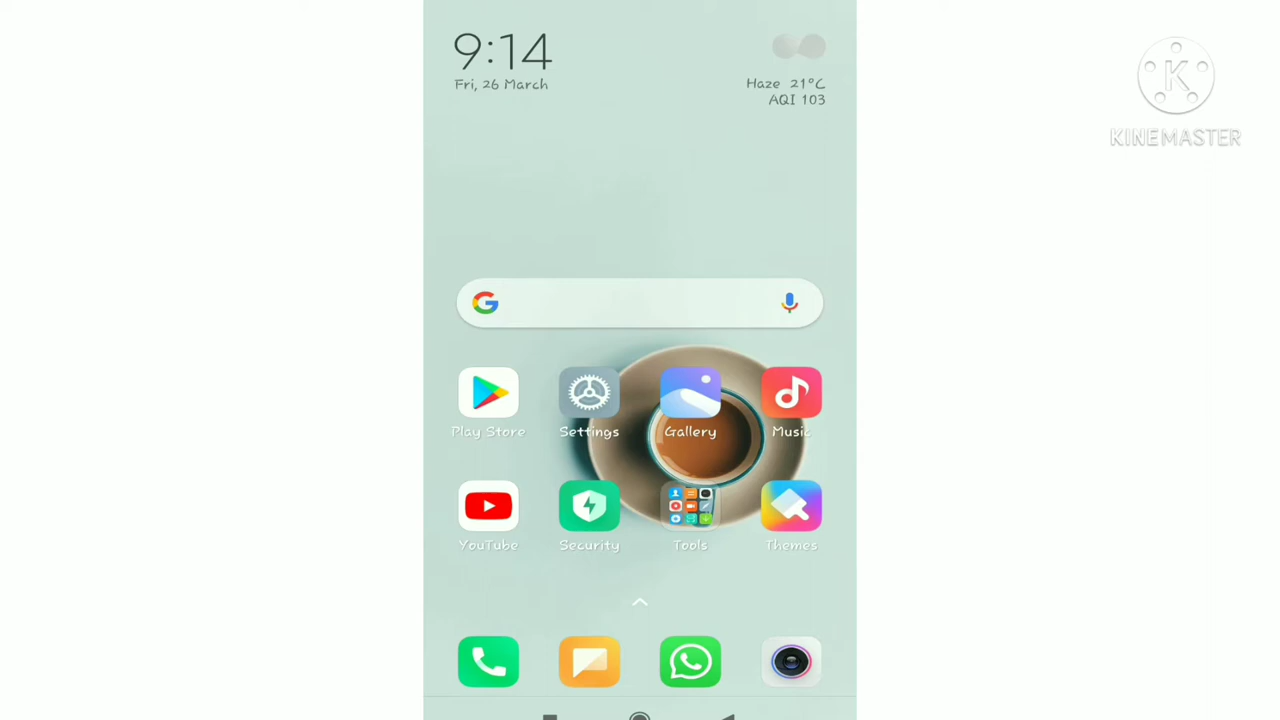 9:14
Fri, 26 March
Haze 21°C
AQI 103
KINEMASTER
Play Store
Settings
Gallery
Music
YouTube
Security
Tools
Themes